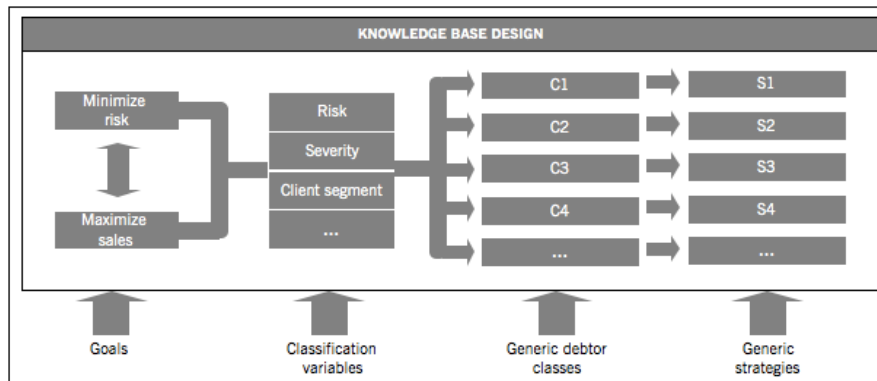 KNOWLEDGE BASE DESIGN
Minimize
risk
Maximize
sales
Risk
Severity
Client segment
...
C1
C2
C3
C4
...
S1
S2
S3
S4
...
Goals
Classification
variables
Generic debtor
classes
Generic
strategies